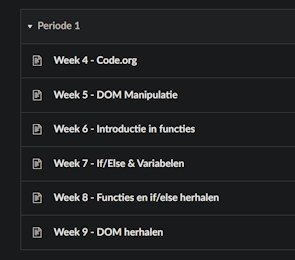 Periode 1
Week 4 - Code.org
Week 5 - DOM Manipulatie
Week 6 - Introductie in functies
Week 7 - If/Else & Variabelen
Week 8 - Functies en if/else herhalen
Week 9 - DOM herhalen